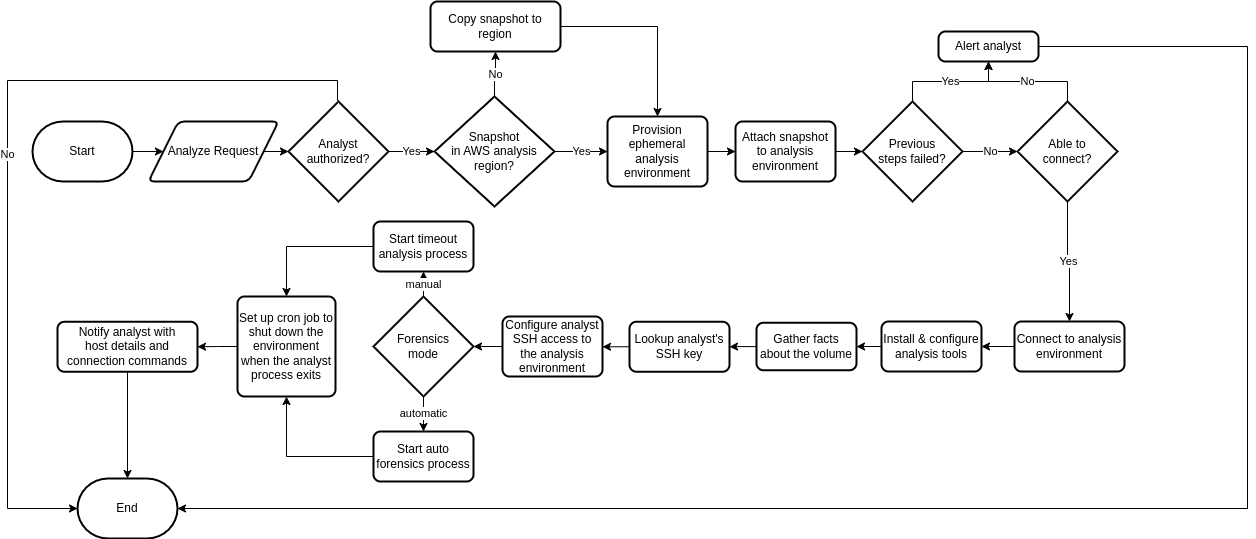 Copy snapshot to
region
Alert analyst
No
Yes
No
Start
Analyze Request
Analyst
authorized?
Yes
Snapshot
in AWS analysis
region?
Yes
Provision
ephemeral
analysis
environment
Attach snapshot
to analysis
environment
Previous
steps failed?
No
Able to
connect?
No
Yes
Start timeout
analysis process
manual
Notify analyst with
host details and
connection commands
Set up cron job to
shut down the
environment
when the analyst
process exits
Forensics
mode
Configure analyst
SSH access to
the analysis
environment
Lookup analyst's
SSH key
Gather facts
about the volume
Install & configure
analysis tools
Connect to analysis
environment
automatic
Start auto
forensics process
End